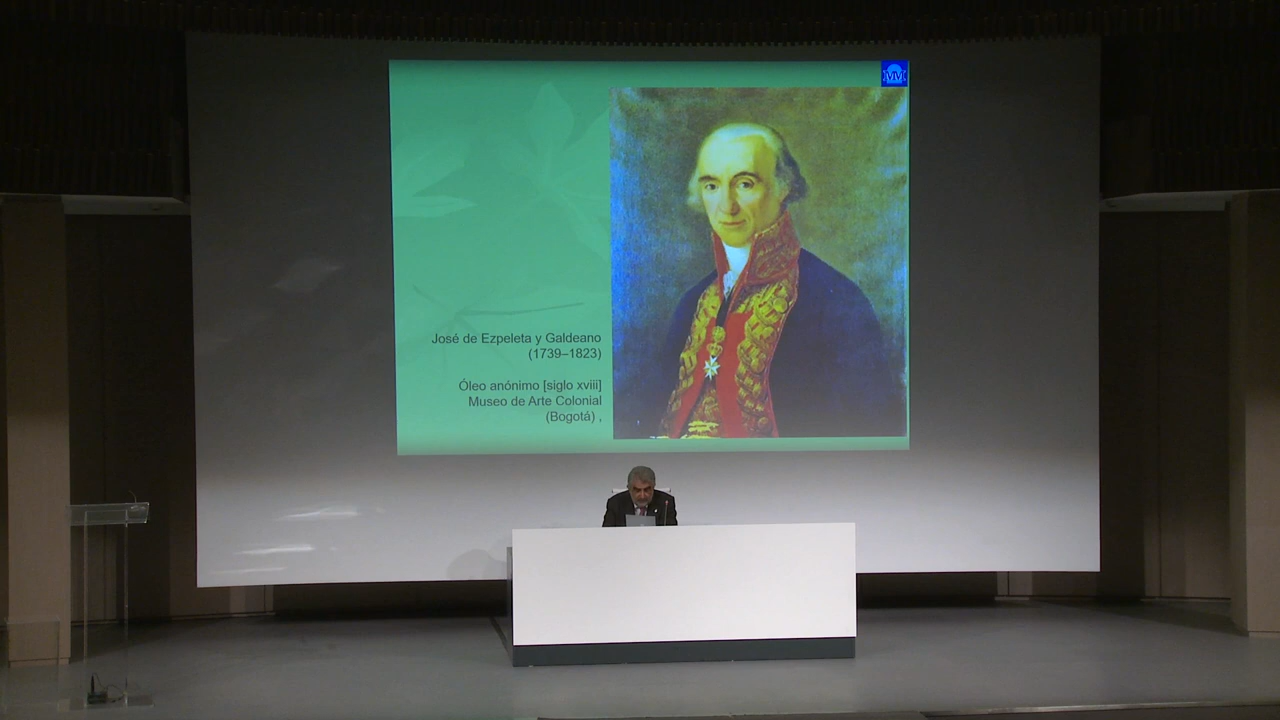 José de Ezpeleta y Galdeano
(1739–1823)
Óleo anónimo [siglo xviii]
Museo de Arte Colonial
(Bogotá) ,